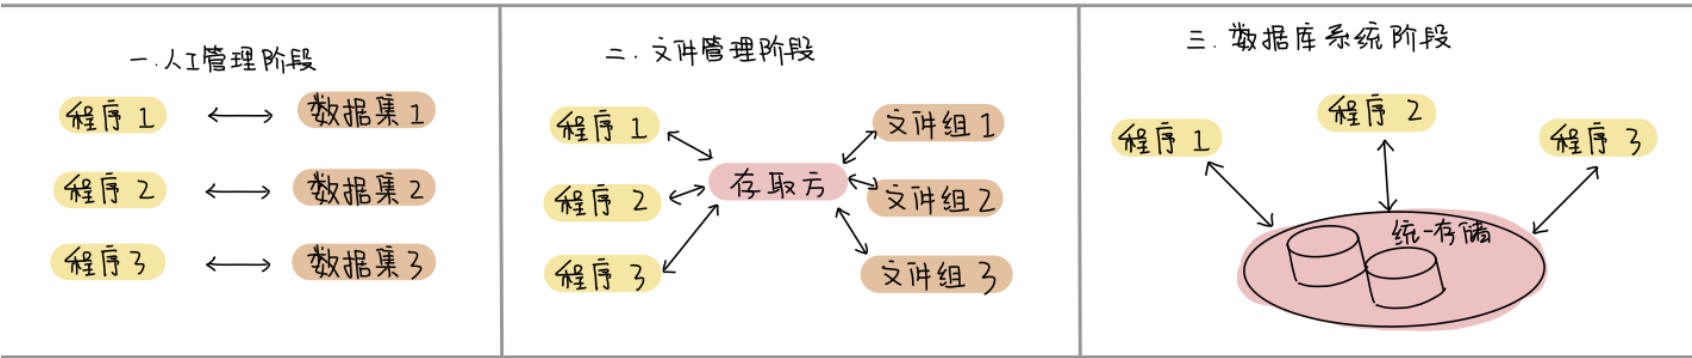 一.人工管理阶段
程序1
数据集1
程序2
数据集2
程序3
数据集3
二.文件管理阶段
程序1
文件组1
存取方
程序2
文件组2
程序3
文件组3
三.数据库系统阶段
程序1
程序2
程序3
统一存储